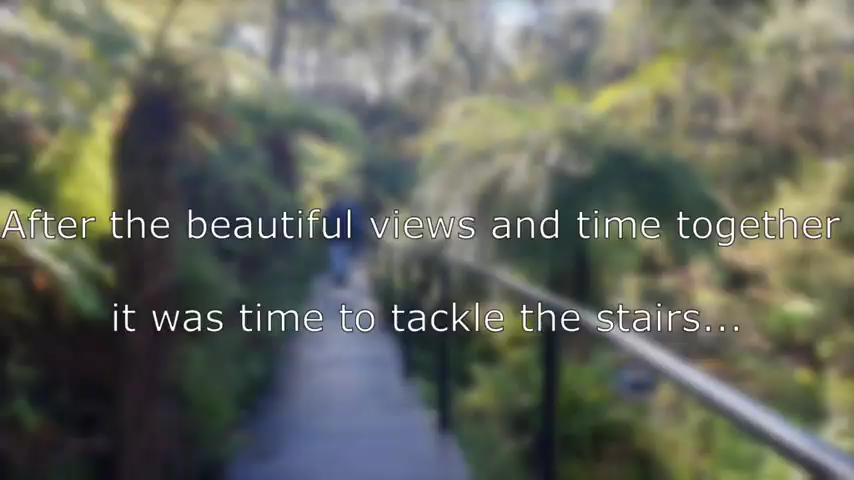 After the beautiful views and time together
it was time to tackle the stairs...